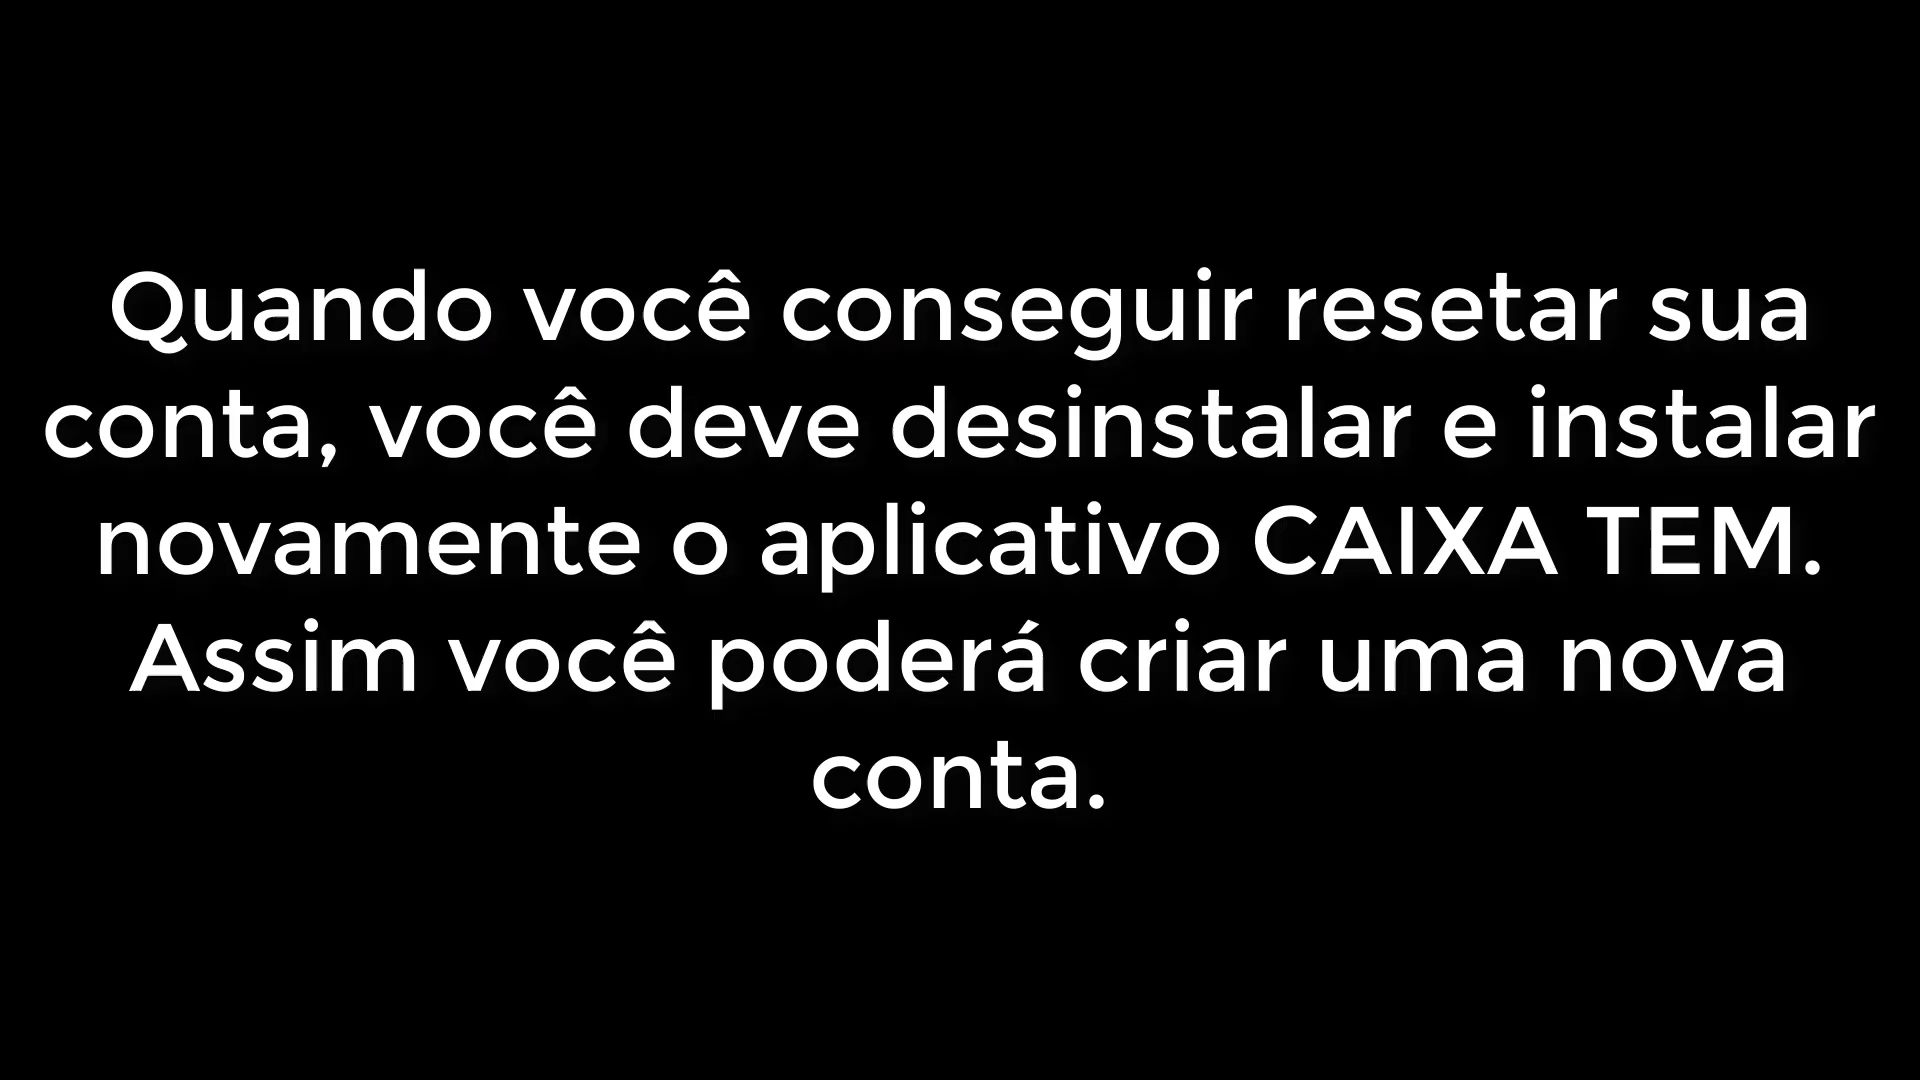 Quando você conseguir resetar sua
conta, você deve desinstalar e instalar
novamente o aplicativo CAIXA TEM.
Assim você poderá criar uma nova
conta.